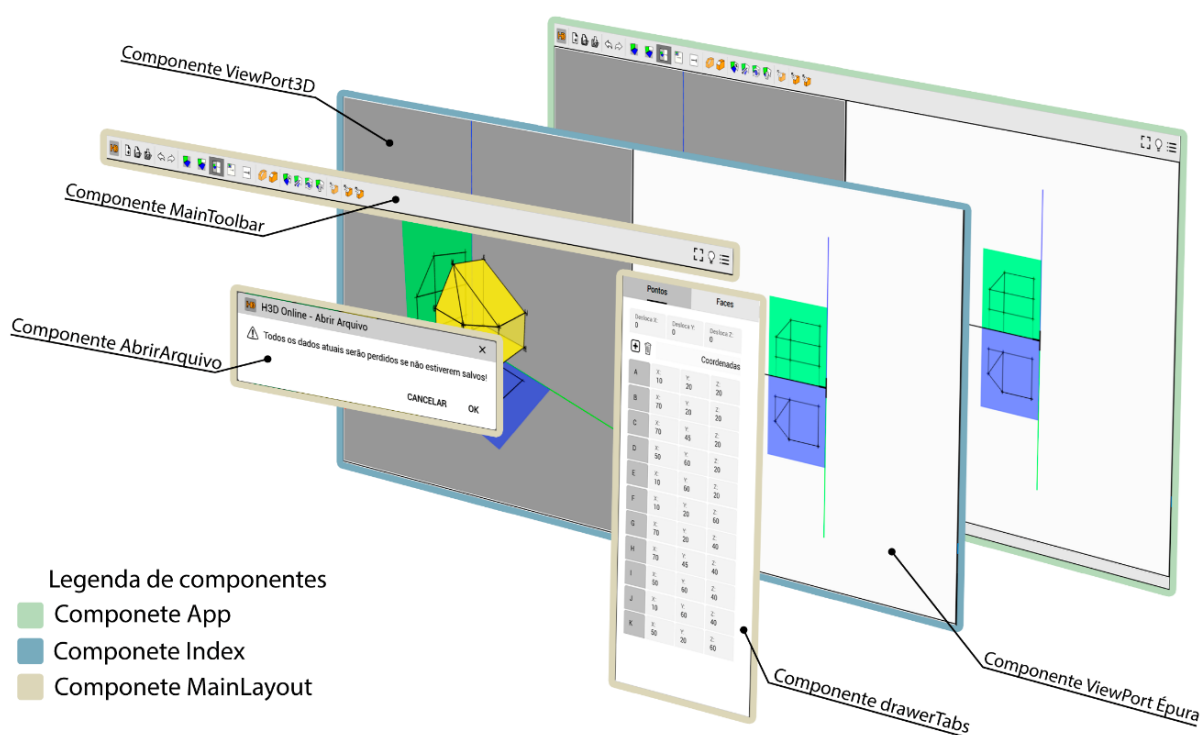 Componente ViewPort3D
Componente MainToolbar
Componente AbrirArquivo
H3D Online - Abrir Arquivo
Todos os dados atuais serão perdidos se não estiverem salvos!
CANCELAR
OK
Pontos
Faces
Desloca X:
0
Desloca Y:
0
Desloca Z:
0
Coordenadas
A
X:
10
Y:
20
Z:
20
B
X:
70
Y:
20
Z:
20
C
X:
70
Y:
45
Z:
20
D
X:
50
Y:
60
Z:
20
E
X:
10
Y:
60
Z:
20
F
X:
10
Y:
20
Z:
60
G
X:
70
Y:
20
Z:
40
H
X:
70
Y:
45
Z:
40
I
X:
50
Y:
60
Z:
40
J
X:
10
Y:
60
Z:
40
K
X:
50
Y:
20
Z:
60
Componente ViewPort Épura
Componente drawerTabs
Legenda de componentes
Componete App
Componete Index
Componete MainLayout